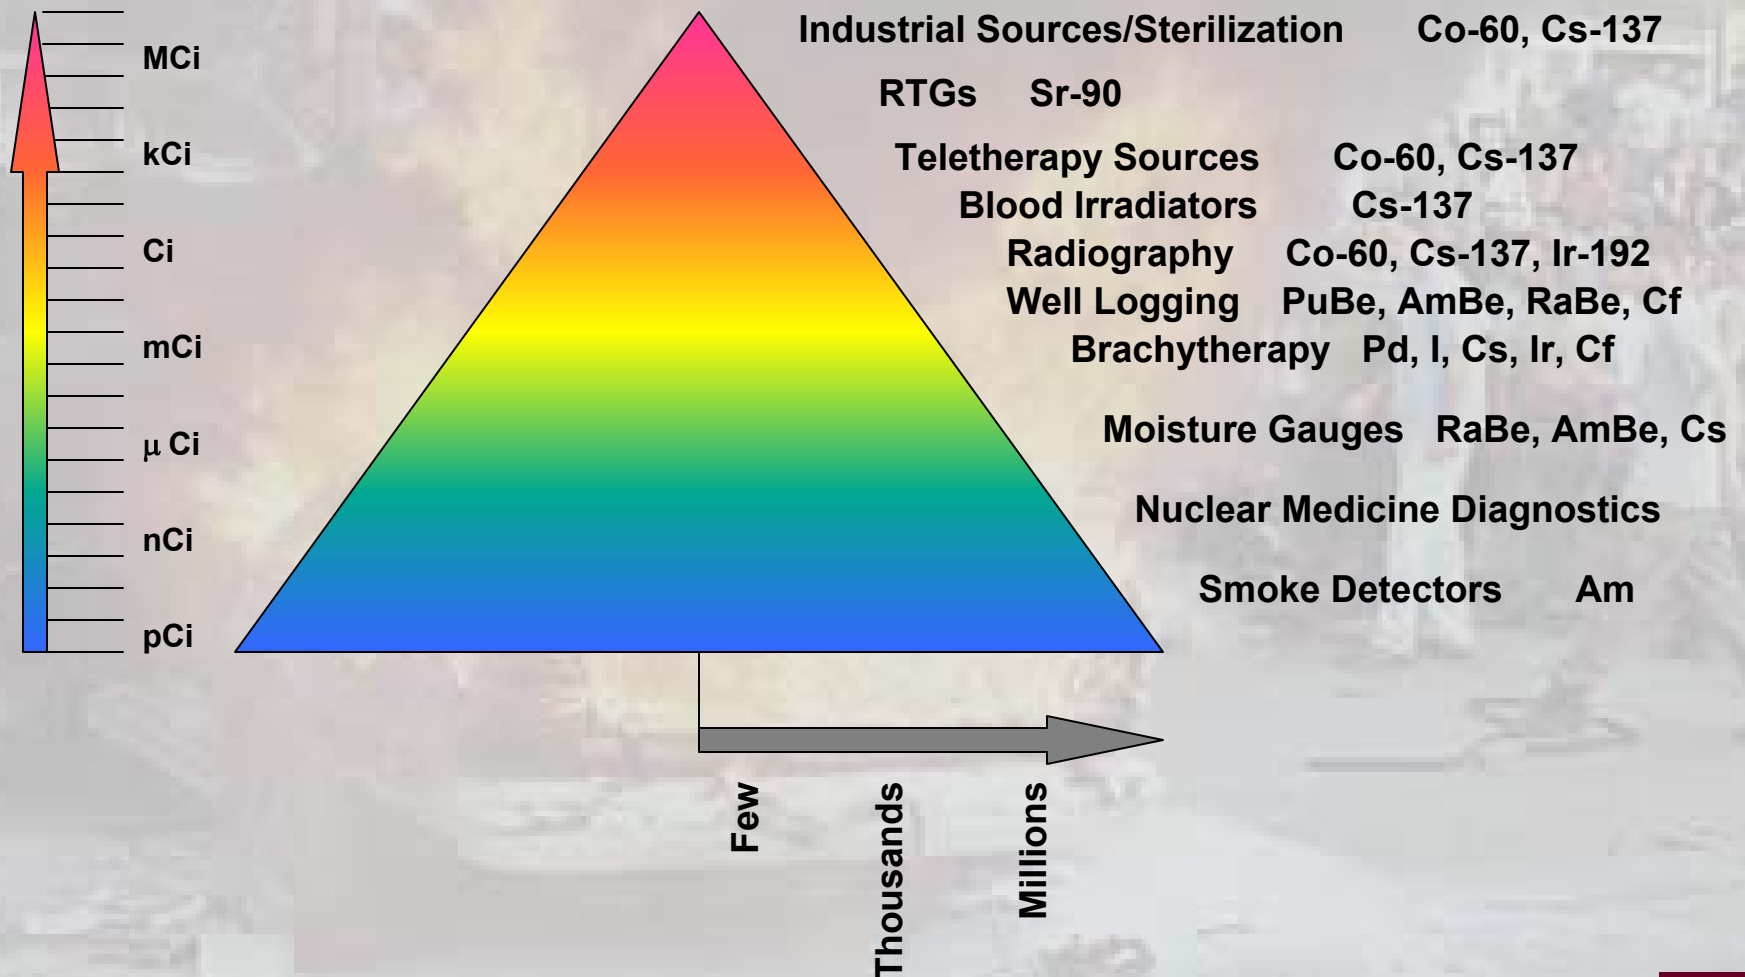 Industrial Sources/Sterilization Co-60, Cs-137
MCi
RTGs Sr-90
kCi
Teletherapy Sources Co-60, Cs-137
Blood Irradiators Cs-137
Ci
Radiography Co-60, Cs-137, Ir-192
Well Logging PuBe, AmBe, RaBe, Cf
mCi
Brachytherapy Pd, I, Cs, Ir, Cf
μ Ci
Moisture Gauges RaBe, AmBe, Cs
Nuclear Medicine Diagnostics
nCi
Smoke Detectors Am
pCi
Few
Thousands
Millions